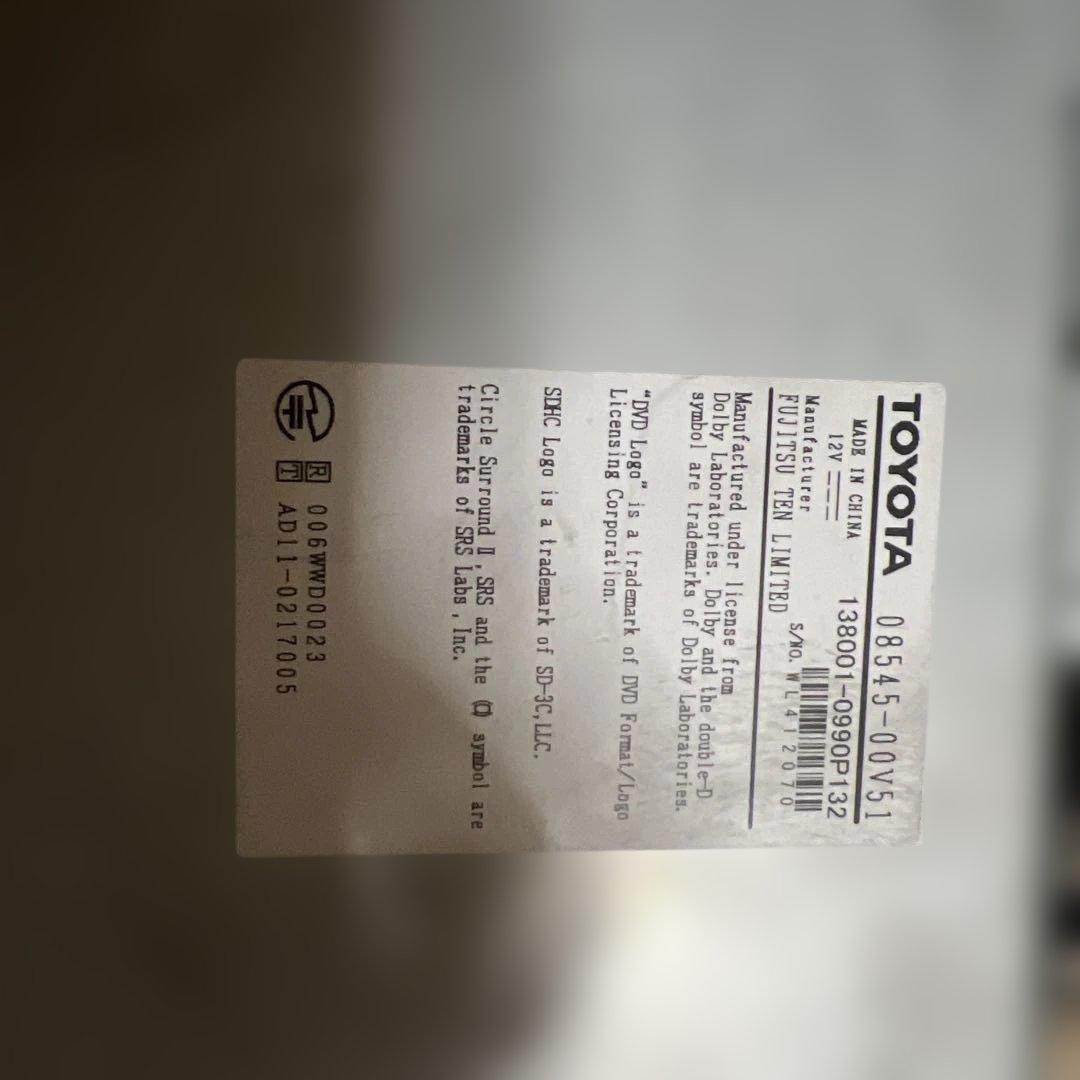 TOYOTA 08545-00V51
MADE IN CHINA
12V 138001-0990P132
Manufacturer
FUJITSU TEN LIMITED S/NO. WL412070
Manufactured under license from
Dolby Laboratories. Dolby and the double-D
symbol are trademarks of Dolby Laboratories.
"DVD Logo" is a trademark of DVD Format/Logo
Licensing Corporation.
SDHC Logo is a trademark of SD-3C, LLC.
Circle Surround Ⅱ, SRS and the symbol are
trademarks of SRS Labs, Inc.
R 006WWD0023
T AD11-0217005